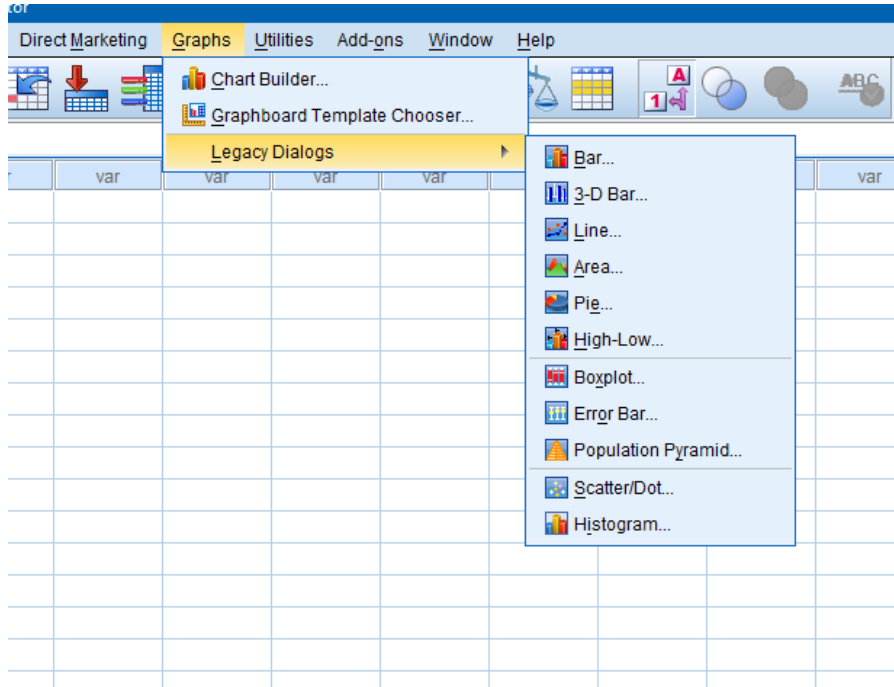 tor
Direct Marketing Graphs Utilities Add-ons Window Help
Chart Builder...
Graphboard Template Chooser...
Legacy Dialogs
A
1
ABC
var var var var var
Bar...
3-D Bar...
Line...
Area...
Pie...
High-Low...
Boxplot...
Error Bar...
Population Pyramid...
Scatter/Dot...
Histogram...